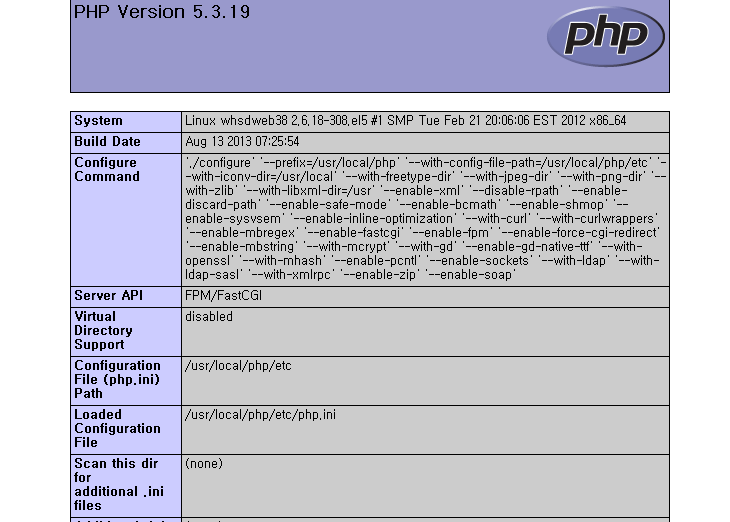 PHP Version 5.3.19
php
System Linux whsdweb38 2.6.18-308.el5 #1 SMP Tue Feb 21 20:06:06 EST 2012 x86_64
Build Date Aug 13 2013 07:25:54
Configure Command './configure' '--prefix=/usr/local/php' '--with-config-file-path=/usr/local/php/etc' '-
-with-iconv-dir=/usr/local' '--with-freetype-dir' '--with-jpeg-dir' '--with-png-dir' '--
with-zlib' '--with-libxml-dir=/usr' '--enable-xml' '--disable-rpath' '--enable-
discard-path' '--enable-safe-mode' '--enable-bcmath' '--enable-shmop' '--
enable-sysvsem' '--enable-inline-optimization' '--with-curl' '--with-curlwrappers'
'--enable-mbregex' '--enable-fastcgi' '--enable-fpm' '--enable-force-cgi-redirect'
'--enable-mbstring' '--with-mcrypt' '--with-gd' '--enable-gd-native-ttf' '--with-
openssl' '--with-mhash' '--enable-pcntl' '--enable-sockets' '--with-ldap' '--with-
ldap-sasl' '--with-xmlrpc' '--enable-zip' '--enable-soap'
Server API FPM/FastCGI
Virtual Directory Support disabled
Configuration File (php.ini) Path /usr/local/php/etc
Loaded Configuration File /usr/local/php/etc/php.ini
Scan this dir for additional .ini files (none)